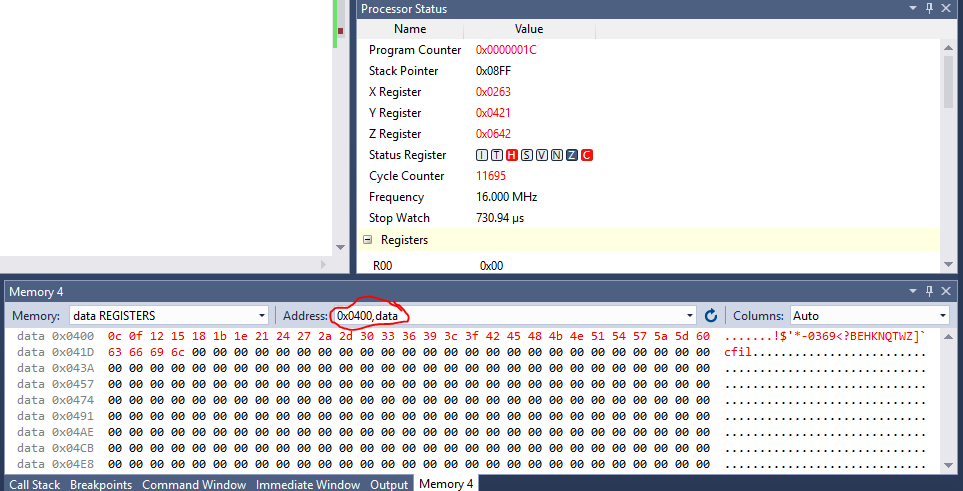 Processor Status
Name Value
Program Counter 0x0000001C
Stack Pointer 0x08FF
X Register 0x0263
Y Register 0x0421
Z Register 0x0642
Status Register I T H S V N Z C
Cycle Counter 11695
Frequency 16.000 MHz
Stop Watch 730.94 µs
Registers
R00 0x00
Memory 4
Memory: data REGISTERS Address: 0x0400,data Columns: Auto
data 0x0400 0c 0f 12 15 18 1b 1e 21 24 27 2a 2d 30 33 36 39 3c 3f 42 45 48 4b 4e 51 54 57 5a 5d 60 .......!$'*-0369<?BEHKNQTWZ]`
data 0x041D 63 66 69 6c 00 00 00 00 00 00 00 00 00 00 00 00 00 00 00 00 00 00 00 00 00 00 00 00 00 cfil.........................
data 0x043A 00 00 00 00 00 00 00 00 00 00 00 00 00 00 00 00 00 00 00 00 00 00 00 00 00 00 00 00 00 .............................
data 0x0457 00 00 00 00 00 00 00 00 00 00 00 00 00 00 00 00 00 00 00 00 00 00 00 00 00 00 00 00 00 .............................
data 0x0474 00 00 00 00 00 00 00 00 00 00 00 00 00 00 00 00 00 00 00 00 00 00 00 00 00 00 00 00 00 .............................
data 0x0491 00 00 00 00 00 00 00 00 00 00 00 00 00 00 00 00 00 00 00 00 00 00 00 00 00 00 00 00 00 .............................
data 0x04AE 00 00 00 00 00 00 00 00 00 00 00 00 00 00 00 00 00 00 00 00 00 00 00 00 00 00 00 00 00 .............................
data 0x04CB 00 00 00 00 00 00 00 00 00 00 00 00 00 00 00 00 00 00 00 00 00 00 00 00 00 00 00 00 00 .............................
data 0x04E8 00 00 00 00 00 00 00 00 00 00 00 00 00 00 00 00 00 00 00 00 00 00 00 00 00 00 00 00 00 .............................
Call Stack Breakpoints Command Window Immediate Window Output Memory 4